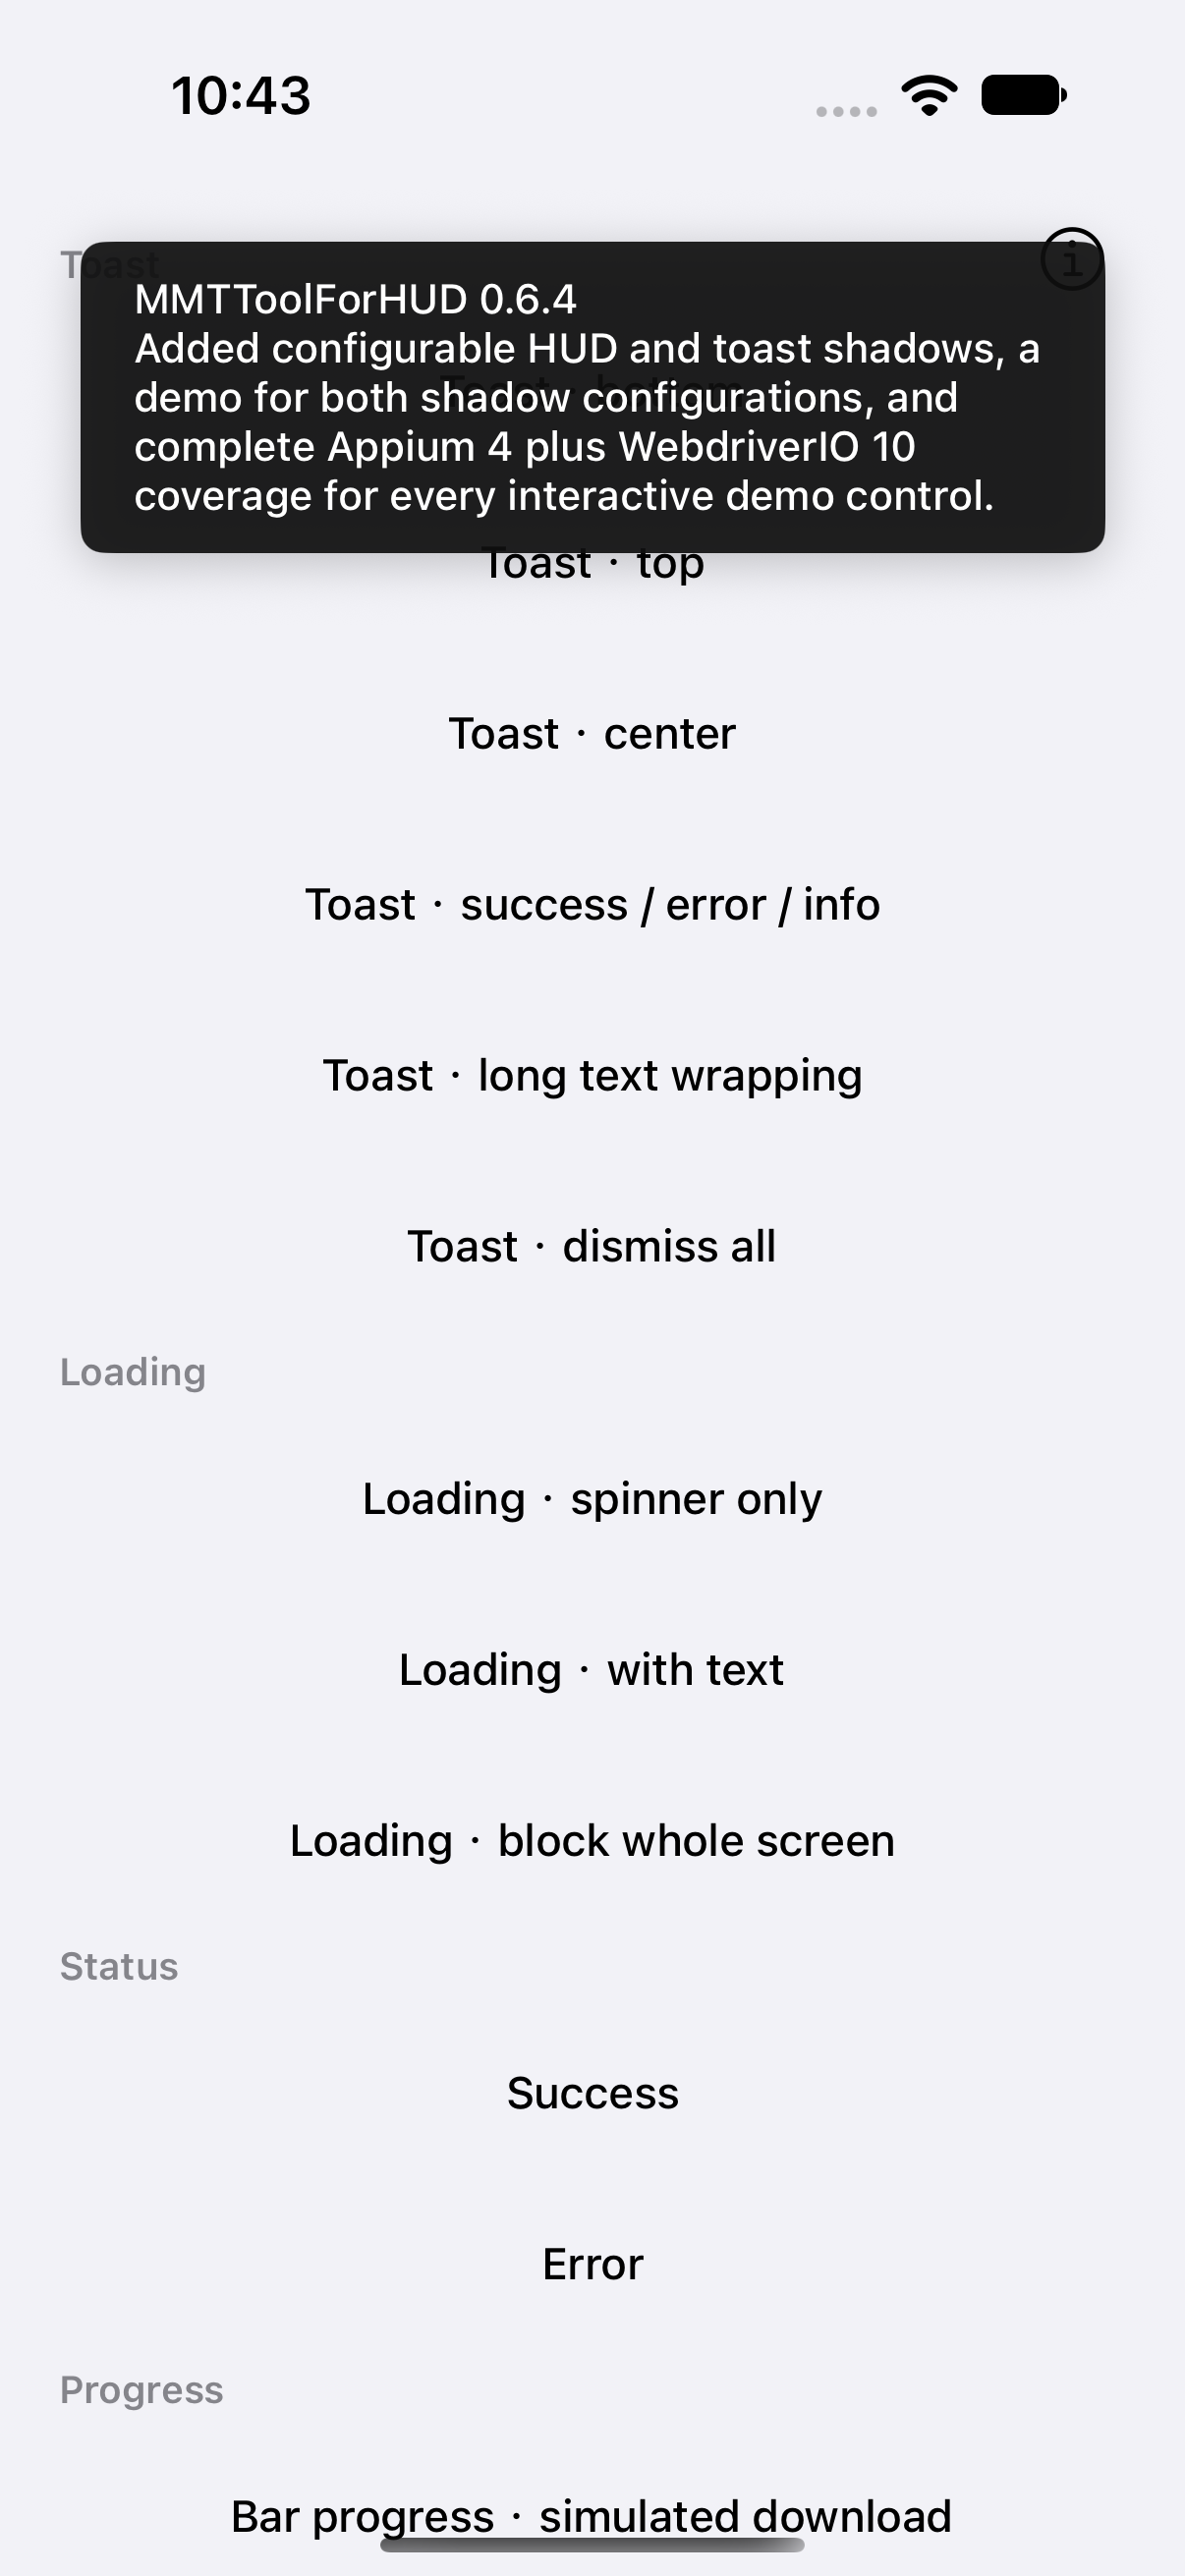 10:43
Toast
MMTToolForHUD 0.6.4
Added configurable HUD and toast shadows, a
demo for both shadow configurations, and
complete Appium 4 plus WebdriverIO 10
coverage for every interactive demo control.
Toast · bottom
Toast · top
Toast · center
Toast · success / error / info
Toast · long text wrapping
Toast · dismiss all
Loading
Loading · spinner only
Loading · with text
Loading · block whole screen
Status
Success
Error
Progress
Bar progress · simulated download